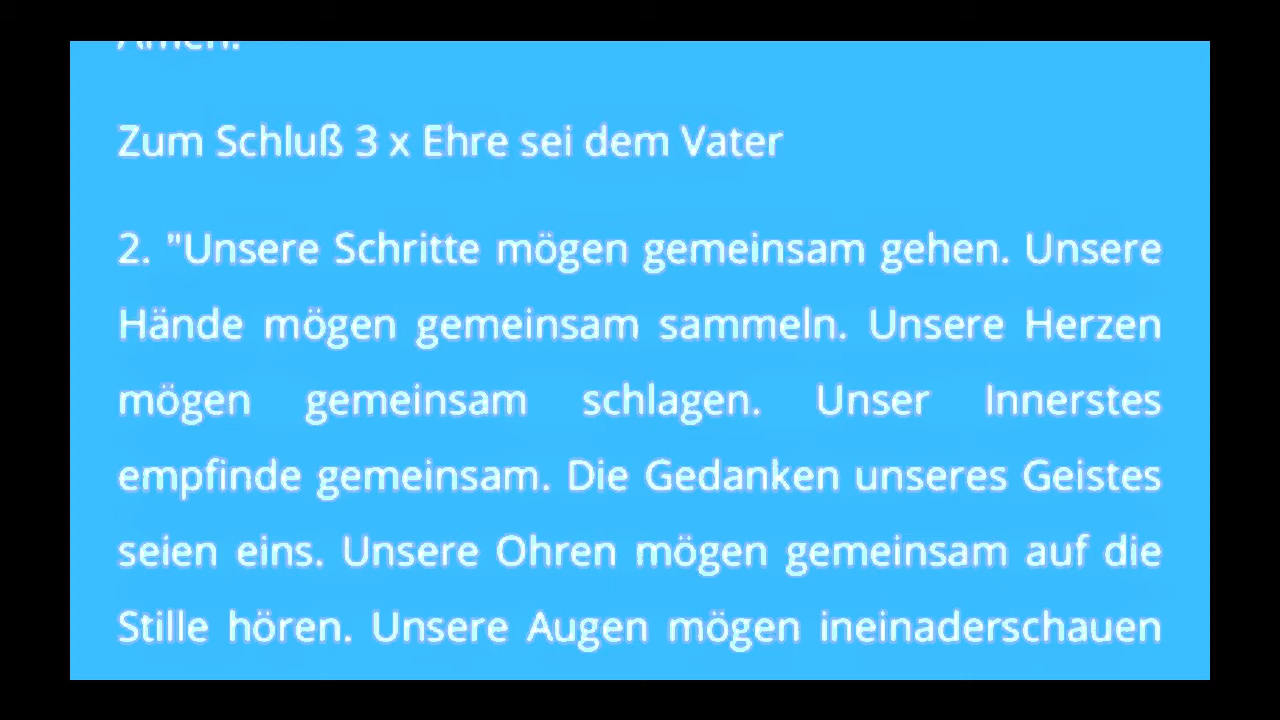 Amen.
Zum Schluß 3 x Ehre sei dem Vater
2. "Unsere Schritte mögen gemeinsam gehen. Unsere
Hände mögen gemeinsam sammeln. Unsere Herzen
mögen gemeinsam schlagen. Unser Innerstes
empfinde gemeinsam. Die Gedanken unseres Geistes
seien eins. Unsere Ohren mögen gemeinsam auf die
Stille hören. Unsere Augen mögen ineinaderschauen